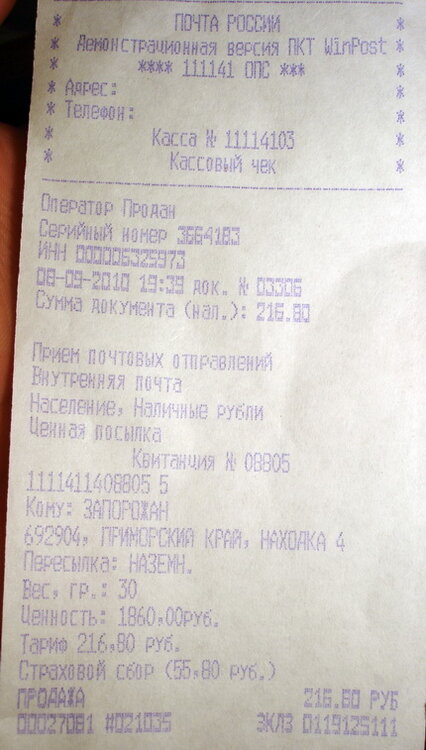 * ПОЧТА РОССИИ *
* Демонстрационная версия ПКТ WinPost *
* **** 111141 ОПС *** *
* Адрес: *
* Телефон: *
* Касса № 11114103 *
* Кассовый чек *
Оператор Продан
Серийный номер 3664183
ИНН 000006325973
08-09-2010 19:39 док. № 03306
Сумма документа (нал.): 216.80
Прием почтовых отправлений
Внутренняя почта
Население, Наличные рубли
Ценная посылка
Квитанция № 08805
1111411408805 5
Кому: ЗАПОРОЖАН
692904, ПРИМОРСКИЙ КРАЙ, НАХОДКА 4
Пересылка: НАЗЕМН.
Вес, гр.: 30
Ценность: 1860,00руб.
Тариф 216,80 руб.
Страховой сбор (55,80 руб.)
ПРОДАЖА 216.80 РУБ
00027081 #021035 ЭКЛЗ 0119125111